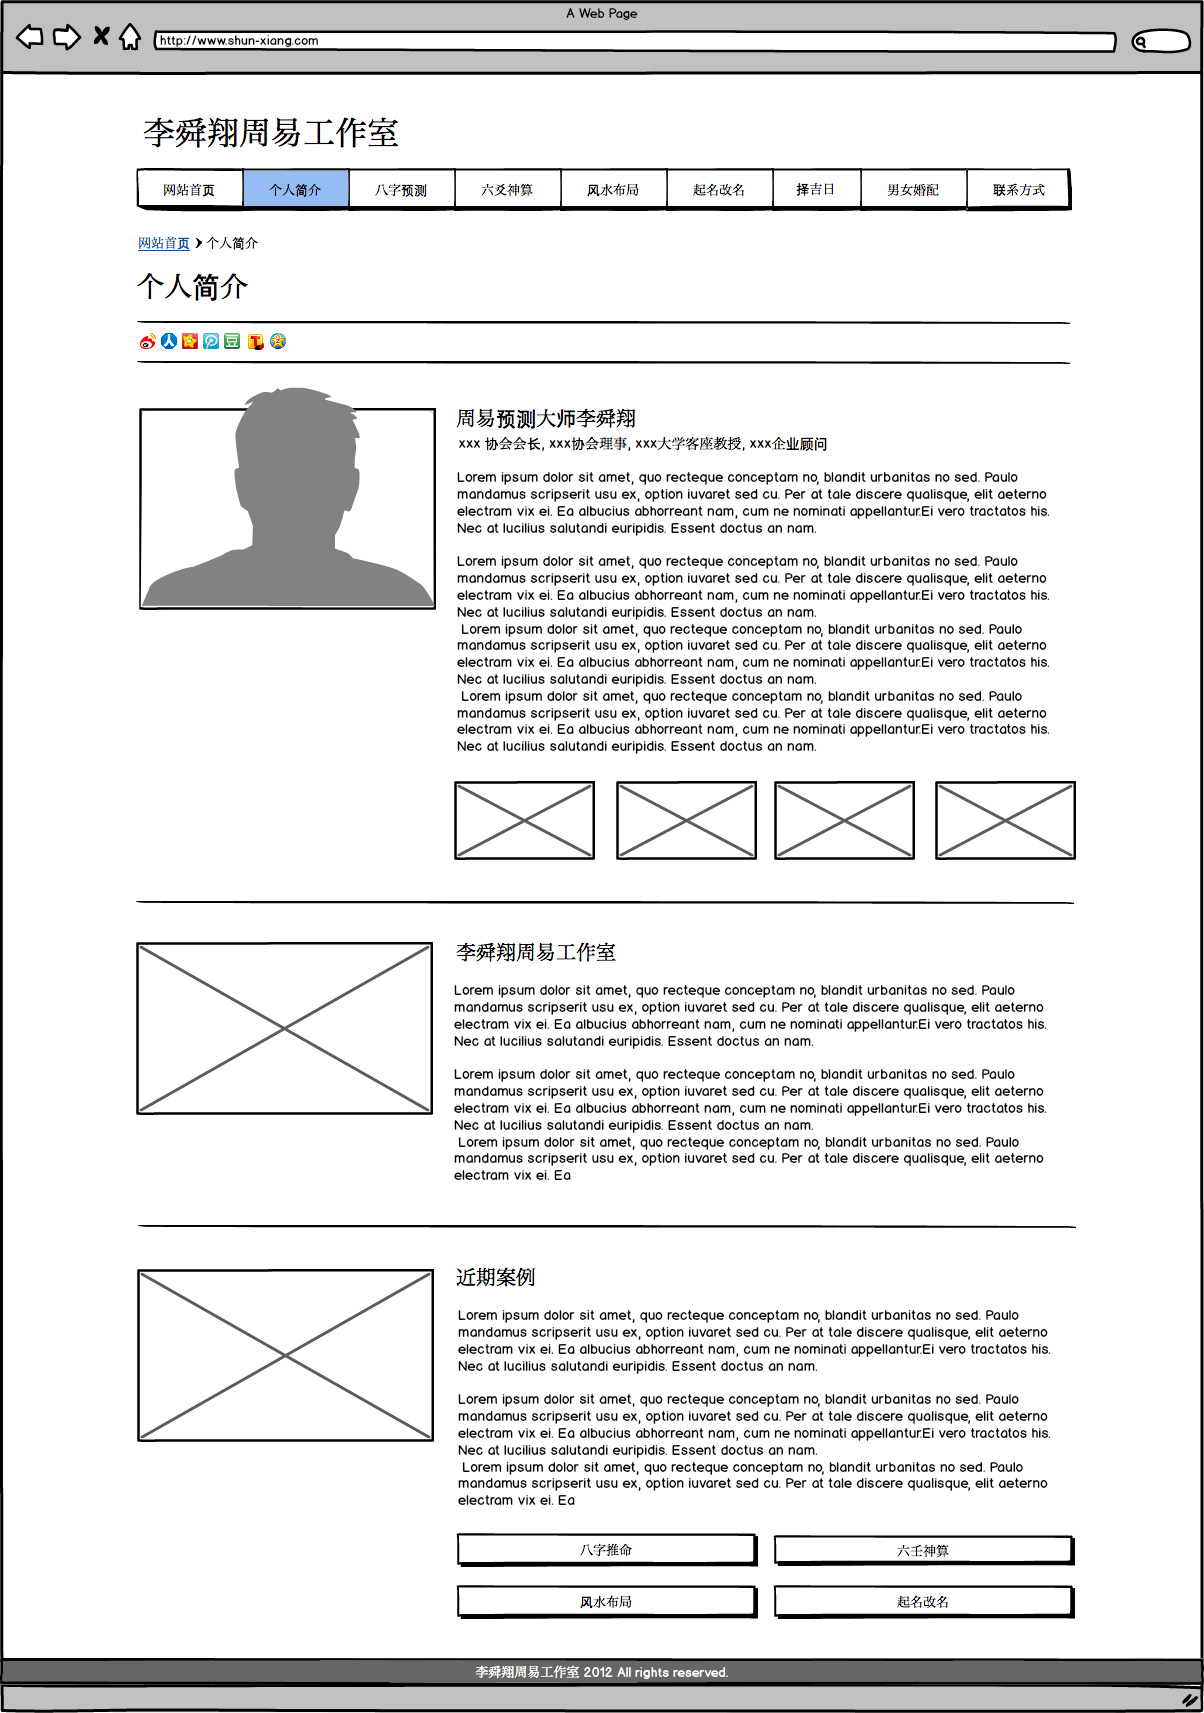 A Web Page
http://www.shun-xiang.com
李舜翔周易工作室
网站首页 个人简介 八字预测 六爻神算 风水布局 起名改名 择吉日 男女婚配 联系方式
网站首页 > 个人简介
个人简介
周易预测大师李舜翔
xxx 协会会长, xxx协会理事, xxx大学客座教授, xxx企业顾问
Lorem ipsum dolor sit amet, quo recteque conceptam no, blandit urbanitas no sed. Paulo
mandamus scripserit usu ex, option iuvaret sed cu. Per at tale discere qualisque, elit aeterno
electram vix ei. Ea albucius abhorreant nam, cum ne nominati appellantur.Ei vero tractatos his.
Nec at lucilius salutandi euripidis. Essent doctus an nam.
Lorem ipsum dolor sit amet, quo recteque conceptam no, blandit urbanitas no sed. Paulo
mandamus scripserit usu ex, option iuvaret sed cu. Per at tale discere qualisque, elit aeterno
electram vix ei. Ea albucius abhorreant nam, cum ne nominati appellantur.Ei vero tractatos his.
Nec at lucilius salutandi euripidis. Essent doctus an nam.
Lorem ipsum dolor sit amet, quo recteque conceptam no, blandit urbanitas no sed. Paulo
mandamus scripserit usu ex, option iuvaret sed cu. Per at tale discere qualisque, elit aeterno
electram vix ei. Ea albucius abhorreant nam, cum ne nominati appellantur.Ei vero tractatos his.
Nec at lucilius salutandi euripidis. Essent doctus an nam.
Lorem ipsum dolor sit amet, quo recteque conceptam no, blandit urbanitas no sed. Paulo
mandamus scripserit usu ex, option iuvaret sed cu. Per at tale discere qualisque, elit aeterno
electram vix ei. Ea albucius abhorreant nam, cum ne nominati appellantur.Ei vero tractatos his.
Nec at lucilius salutandi euripidis. Essent doctus an nam.
李舜翔周易工作室
Lorem ipsum dolor sit amet, quo recteque conceptam no, blandit urbanitas no sed. Paulo
mandamus scripserit usu ex, option iuvaret sed cu. Per at tale discere qualisque, elit aeterno
electram vix ei. Ea albucius abhorreant nam, cum ne nominati appellantur.Ei vero tractatos his.
Nec at lucilius salutandi euripidis. Essent doctus an nam.
Lorem ipsum dolor sit amet, quo recteque conceptam no, blandit urbanitas no sed. Paulo
mandamus scripserit usu ex, option iuvaret sed cu. Per at tale discere qualisque, elit aeterno
electram vix ei. Ea albucius abhorreant nam, cum ne nominati appellantur.Ei vero tractatos his.
Nec at lucilius salutandi euripidis. Essent doctus an nam.
Lorem ipsum dolor sit amet, quo recteque conceptam no, blandit urbanitas no sed. Paulo
mandamus scripserit usu ex, option iuvaret sed cu. Per at tale discere qualisque, elit aeterno
electram vix ei. Ea
近期案例
Lorem ipsum dolor sit amet, quo recteque conceptam no, blandit urbanitas no sed. Paulo
mandamus scripserit usu ex, option iuvaret sed cu. Per at tale discere qualisque, elit aeterno
electram vix ei. Ea albucius abhorreant nam, cum ne nominati appellantur.Ei vero tractatos his.
Nec at lucilius salutandi euripidis. Essent doctus an nam.
Lorem ipsum dolor sit amet, quo recteque conceptam no, blandit urbanitas no sed. Paulo
mandamus scripserit usu ex, option iuvaret sed cu. Per at tale discere qualisque, elit aeterno
electram vix ei. Ea albucius abhorreant nam, cum ne nominati appellantur.Ei vero tractatos his.
Nec at lucilius salutandi euripidis. Essent doctus an nam.
Lorem ipsum dolor sit amet, quo recteque conceptam no, blandit urbanitas no sed. Paulo
mandamus scripserit usu ex, option iuvaret sed cu. Per at tale discere qualisque, elit aeterno
electram vix ei. Ea
八字推命 六壬神算
风水布局 起名改名
李舜翔周易工作室 2012 All rights reserved.